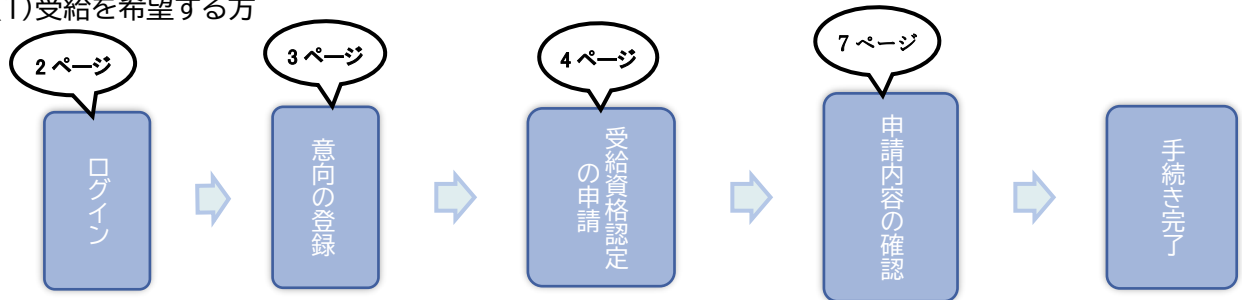 (1)受給を希望する方
2ページ
3ページ
4ページ
7ページ
ログイン
意向の登録
受給資格認定
の申請
申請内容の確認
手続き完了